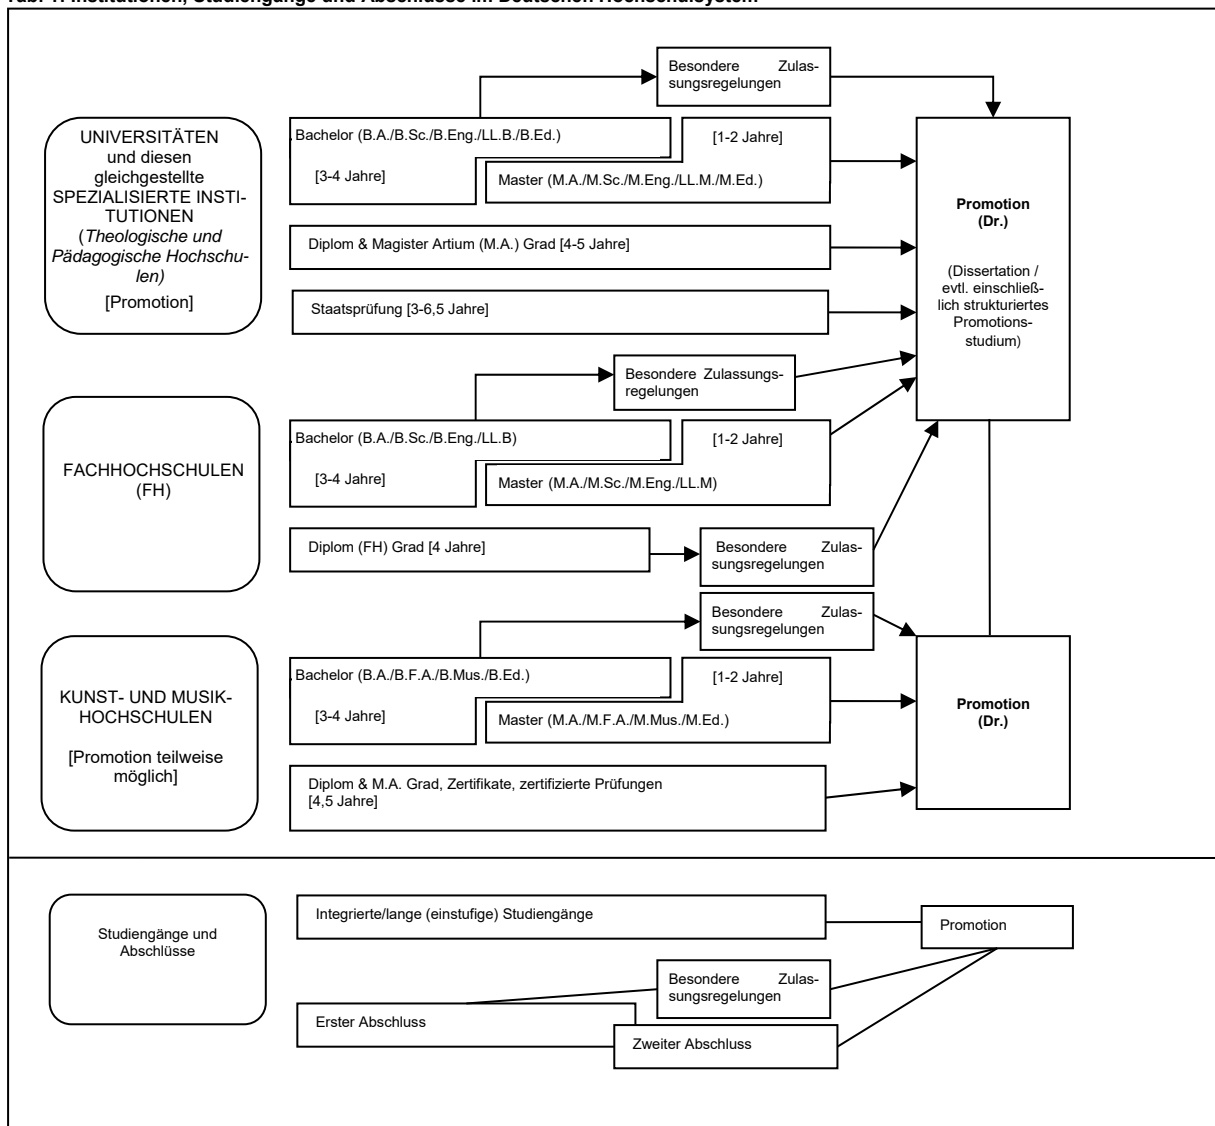 Tab. 1: Institutionen, Studiengänge und Abschlüsse im Deutschen Hochschulsystem
Besondere Zulas-
sungsregelungen
UNIVERSITÄTEN
und diesen
gleichgestellte
SPEZIALISIERTE INSTI-
TUTIONEN
(Theologische und
Pädagogische Hochschu-
len)
[Promotion]
Bachelor (B.A./B.Sc./B.Eng./LL.B./B.Ed.)
[3-4 Jahre]
[1-2 Jahre]
Master (M.A./M.Sc./M.Eng./LL.M./M.Ed.)
Diplom & Magister Artium (M.A.) Grad [4-5 Jahre]
Staatsprüfung [3-6,5 Jahre]
Promotion
(Dr.)
(Dissertation /
evtl. einschließ-
lich strukturiertes
Promotions-
studium)
FACHHOCHSCHULEN
(FH)
Besondere Zulassungs-
regelungen
Bachelor (B.A./B.Sc./B.Eng./LL.B)
[3-4 Jahre]
[1-2 Jahre]
Master (M.A./M.Sc./M.Eng./LL.M)
Diplom (FH) Grad [4 Jahre]
Besondere Zulas-
sungsregelungen
KUNST- UND MUSIK-
HOCHSCHULEN
[Promotion teilweise
möglich]
Besondere Zulas-
sungsregelungen
Bachelor (B.A./B.F.A./B.Mus./B.Ed.)
[3-4 Jahre]
[1-2 Jahre]
Master (M.A./M.F.A./M.Mus./M.Ed.)
Diplom & M.A. Grad, Zertifikate, zertifizierte Prüfungen
[4,5 Jahre]
Promotion
(Dr.)
Studiengänge und
Abschlüsse
Integrierte/lange (einstufige) Studiengänge
Promotion
Besondere Zulas-
sungsregelungen
Erster Abschluss
Zweiter Abschluss